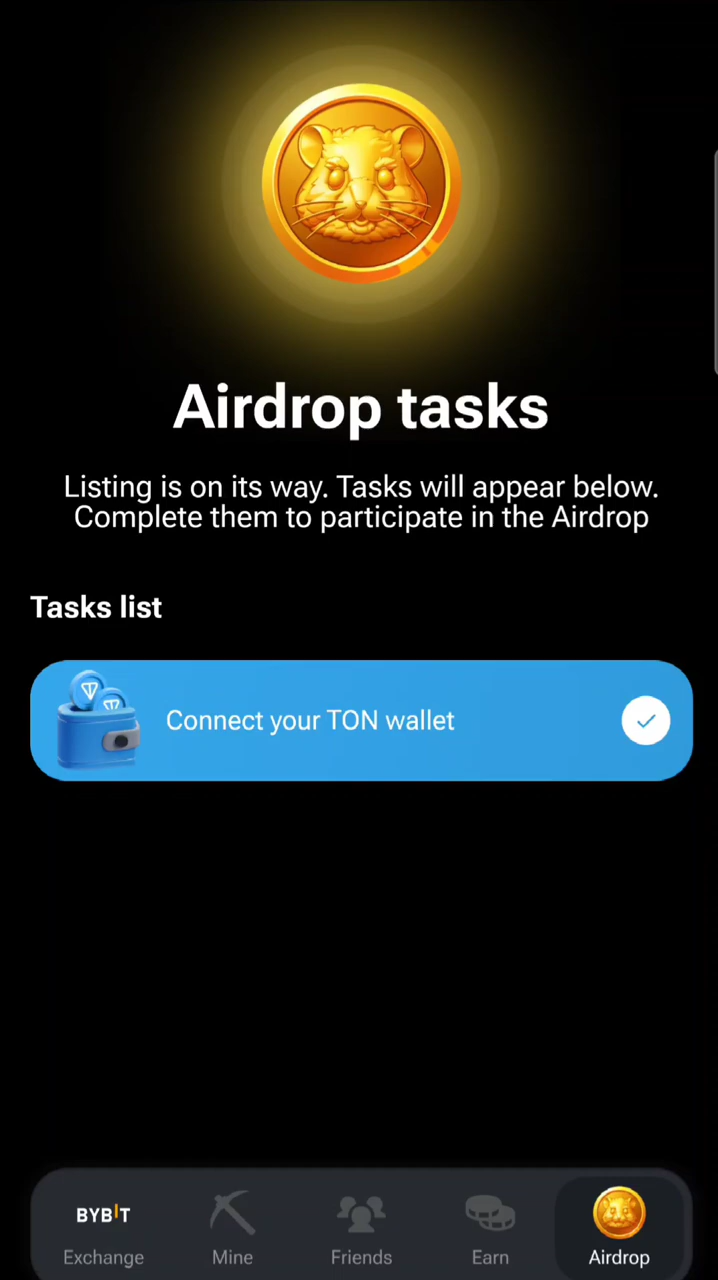 Airdrop tasks
Listing is on its way. Tasks will appear below.
Complete them to participate in the Airdrop
Tasks list
Connect your TON wallet
BYBIT
Exchange
Mine
Friends
Earn
Airdrop